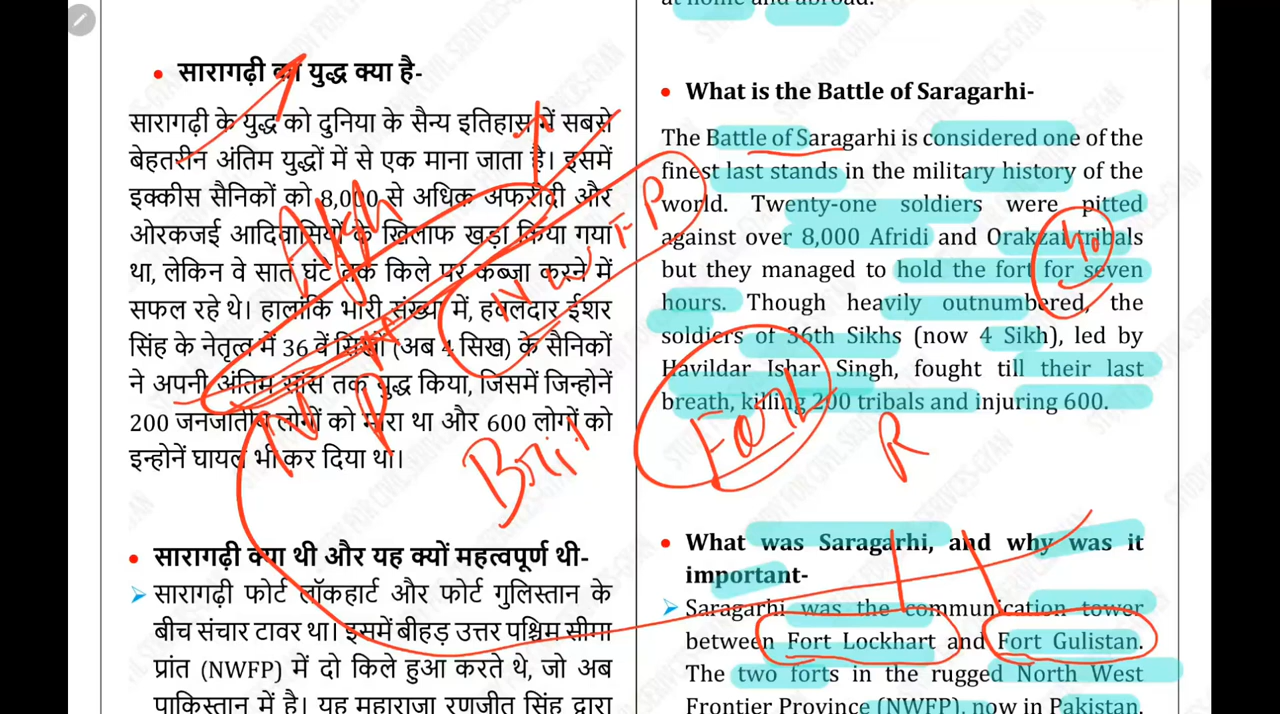 सारागढ़ी का युद्ध क्या है-
सारागढ़ी के युद्ध को दुनिया के सैन्य इतिहास में सबसे
बेहतरीन अंतिम युद्धों में से एक माना जाता है। इसमें
इक्कीस सैनिकों को 8,000 से अधिक अफरीदी और
ओरकजई आदिवासियों के खिलाफ खड़ा किया गया
था, लेकिन वे सात घंटे तक किले पर कब्ज़ा करने में
सफल रहे थे। हालांकि भारी संख्या में, हवलदार ईशर
सिंह के नेतृत्व में 36 वें सिखों (अब 4 सिख) के सैनिकों
ने अपनी अंतिम सांस तक युद्ध किया, जिसमें जिन्होनें
200 जनजातीय लोगों को मारा था और 600 लोगों को
इन्होनें घायल भी कर दिया था।
सारागढ़ी क्या थी और यह क्यों महत्वपूर्ण थी-
सारागढ़ी फोर्ट लॉकहार्ट और फोर्ट गुलिस्तान के
बीच संचार टावर था। इसमें बीहड़ उत्तर पश्चिम सीमा
प्रांत (NWFP) में दो किले हुआ करते थे, जो अब
पाकिस्तान में है। यह महाराजा रणजीत सिंह द्वारा
at home and abroad.
What is the Battle of Saragarhi-
The Battle of Saragarhi is considered one of the
finest last stands in the military history of the
world. Twenty-one soldiers were pitted
against over 8,000 Afridi and Orakzai tribals
but they managed to hold the fort for seven
hours. Though heavily outnumbered, the
soldiers of 36th Sikhs (now 4 Sikh), led by
Havildar Ishar Singh, fought till their last
breath, killing 200 tribals and injuring 600.
What was Saragarhi, and why was it
important-
Saragarhi was the communication tower
between Fort Lockhart and Fort Gulistan.
The two forts in the rugged North West
Frontier Province (NWFP), now in Pakistan,
N
P
R